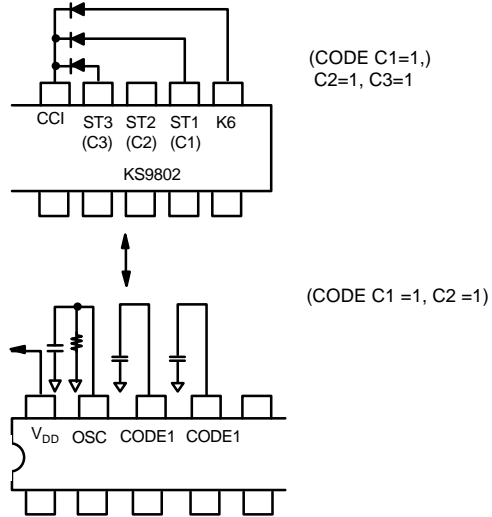 (CODE C1=1,)
C2=1, C3=1
CCI ST3 ST2 ST1 K6
(C3) (C2) (C1)
KS9802
(CODE C1 =1, C2 =1)
VDD OSC CODE1 CODE1